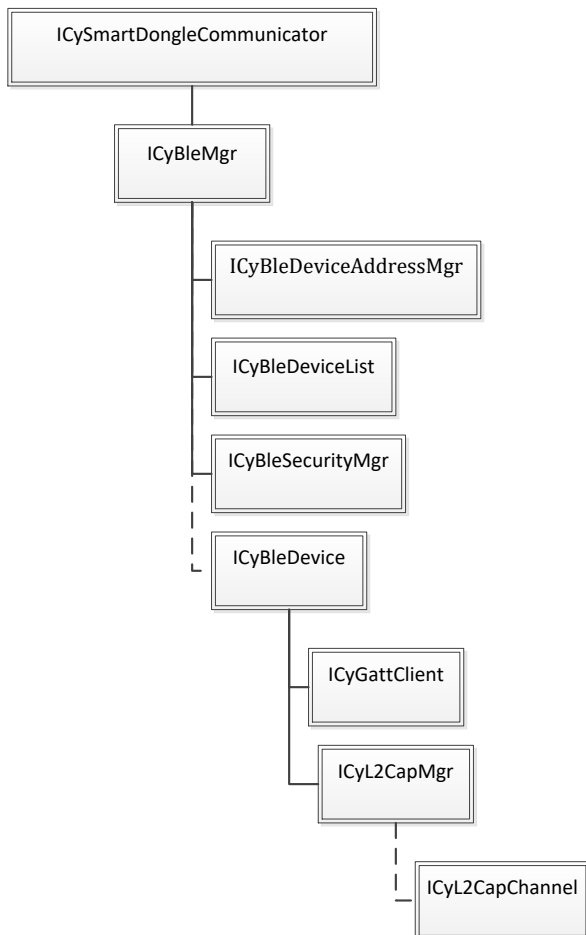 ICySmartDongleCommunicator
ICyBleMgr
ICyBleDeviceAddressMgr
ICyBleDeviceList
ICyBleSecurityMgr
ICyBleDevice
ICyGattClient
ICyL2CapMgr
ICyL2CapChannel